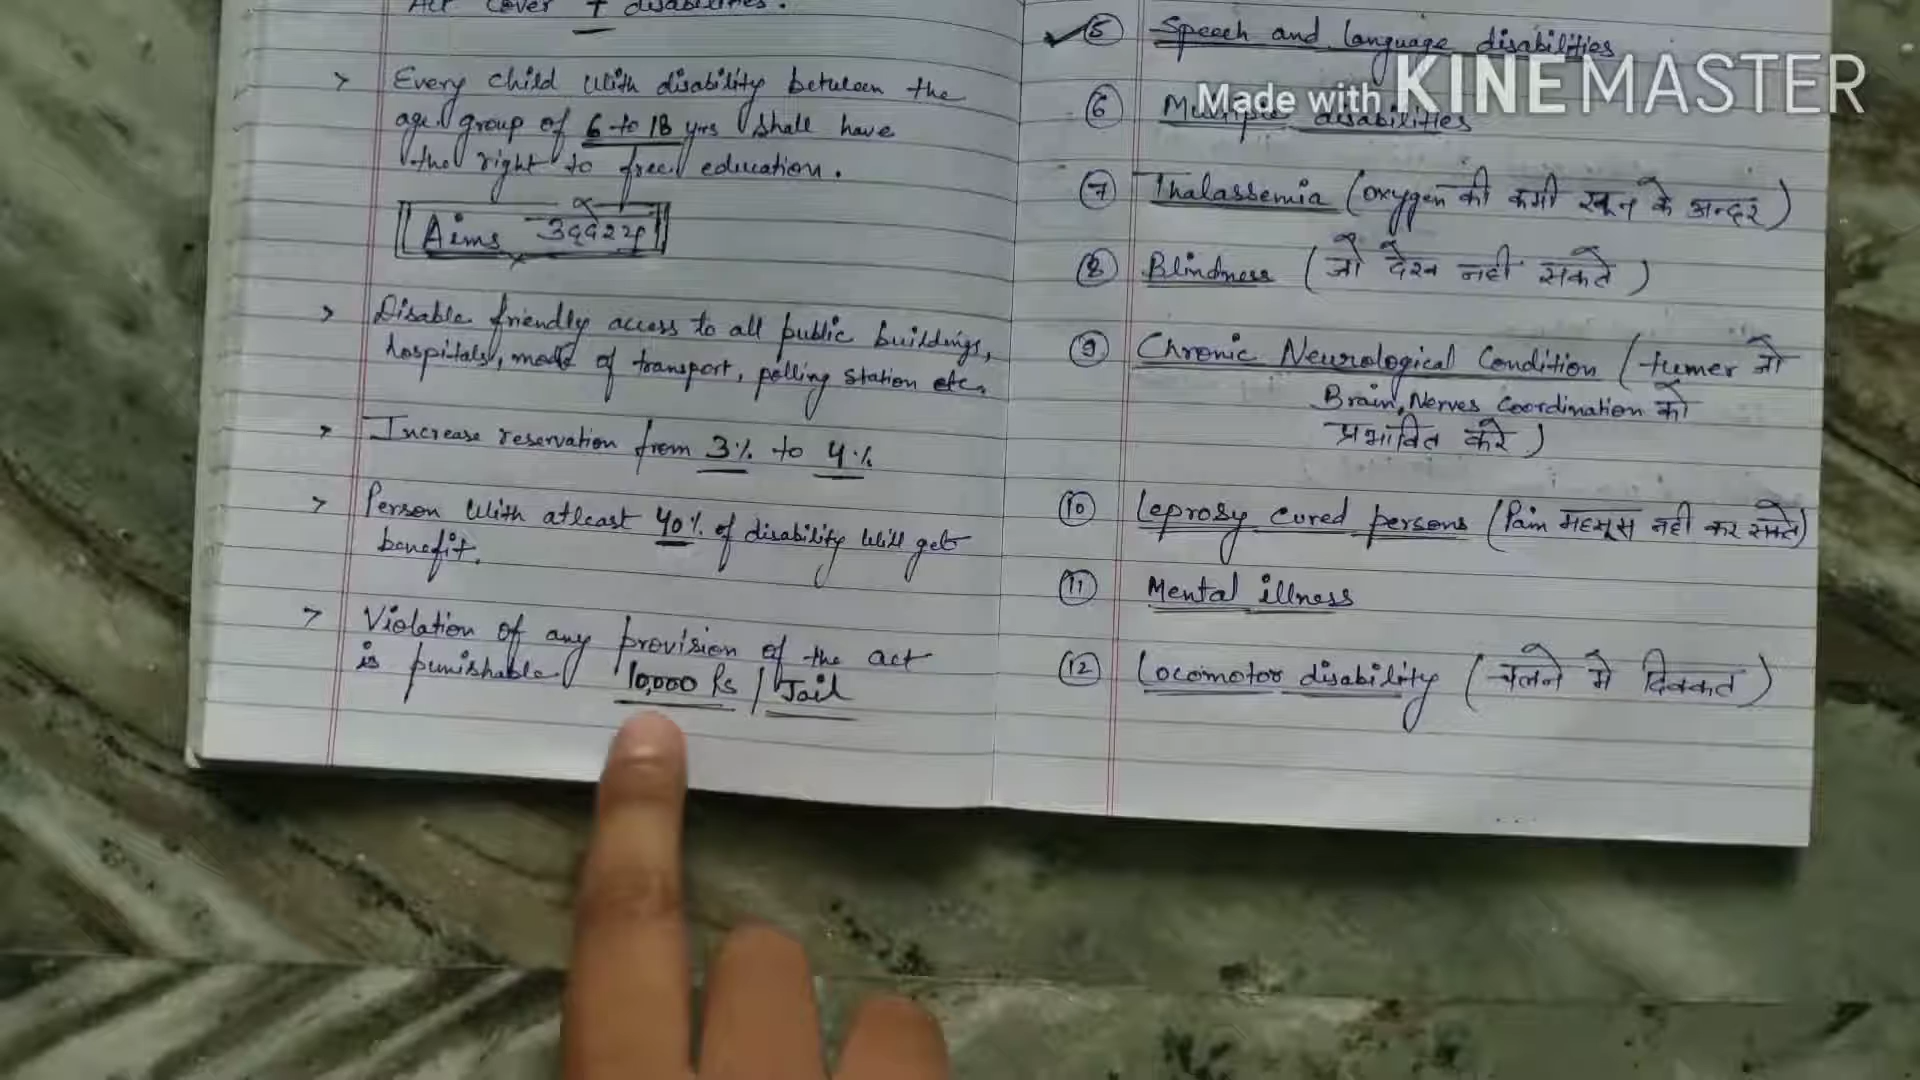 Act cover 7 disabilities.
> Every child with disability between the
age group of 6 to 18 yrs shall have
the right to free education.
Aims उद्देश्य
> Disable friendly access to all public buildings,
hospitals, mode of transport, polling station etc.
> Increase reservation from 3% to 4%
> Person with atleast 40% of disability will get
benefit.
> Violation of any provision of the act
is punishable 10,000 Rs / Jail
⑤ Speech and language disabilities
Made with KINEMASTER
⑥ Multiple disabilities
⑦ Thalassemia (oxygen की कमी खून के अन्दर)
⑧ Blindness (जो देख नही सकते)
⑨ Chronic Neurological Condition (tumer जो
Brain, Nerves Coordination को
प्रभावित करे)
⑩ Leprosy cured persons (Pain महसूस नही कर सकते)
⑪ Mental illness
⑫ Locomotor disability (चलने मे दिक्कत)